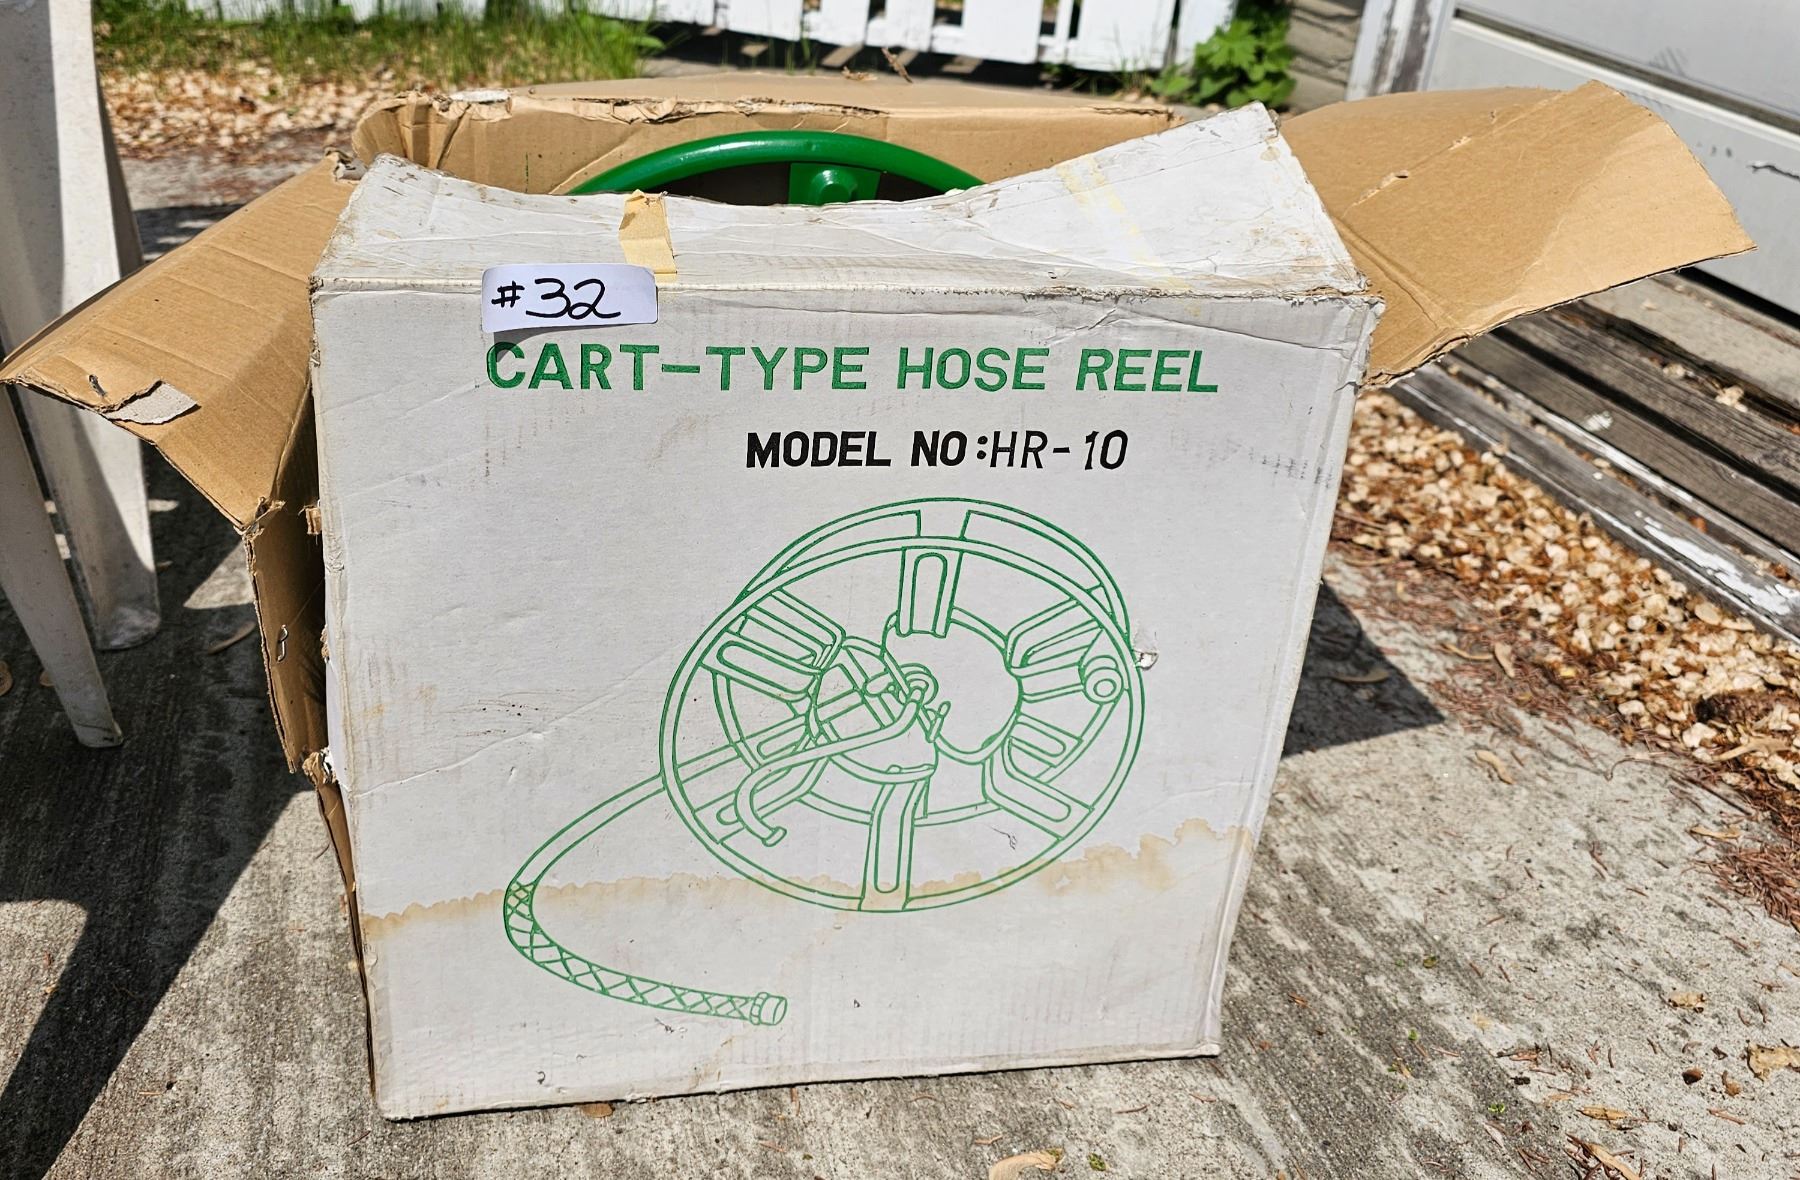 #32
CART-TYPE HOSE REEL
MODEL NO:HR-10